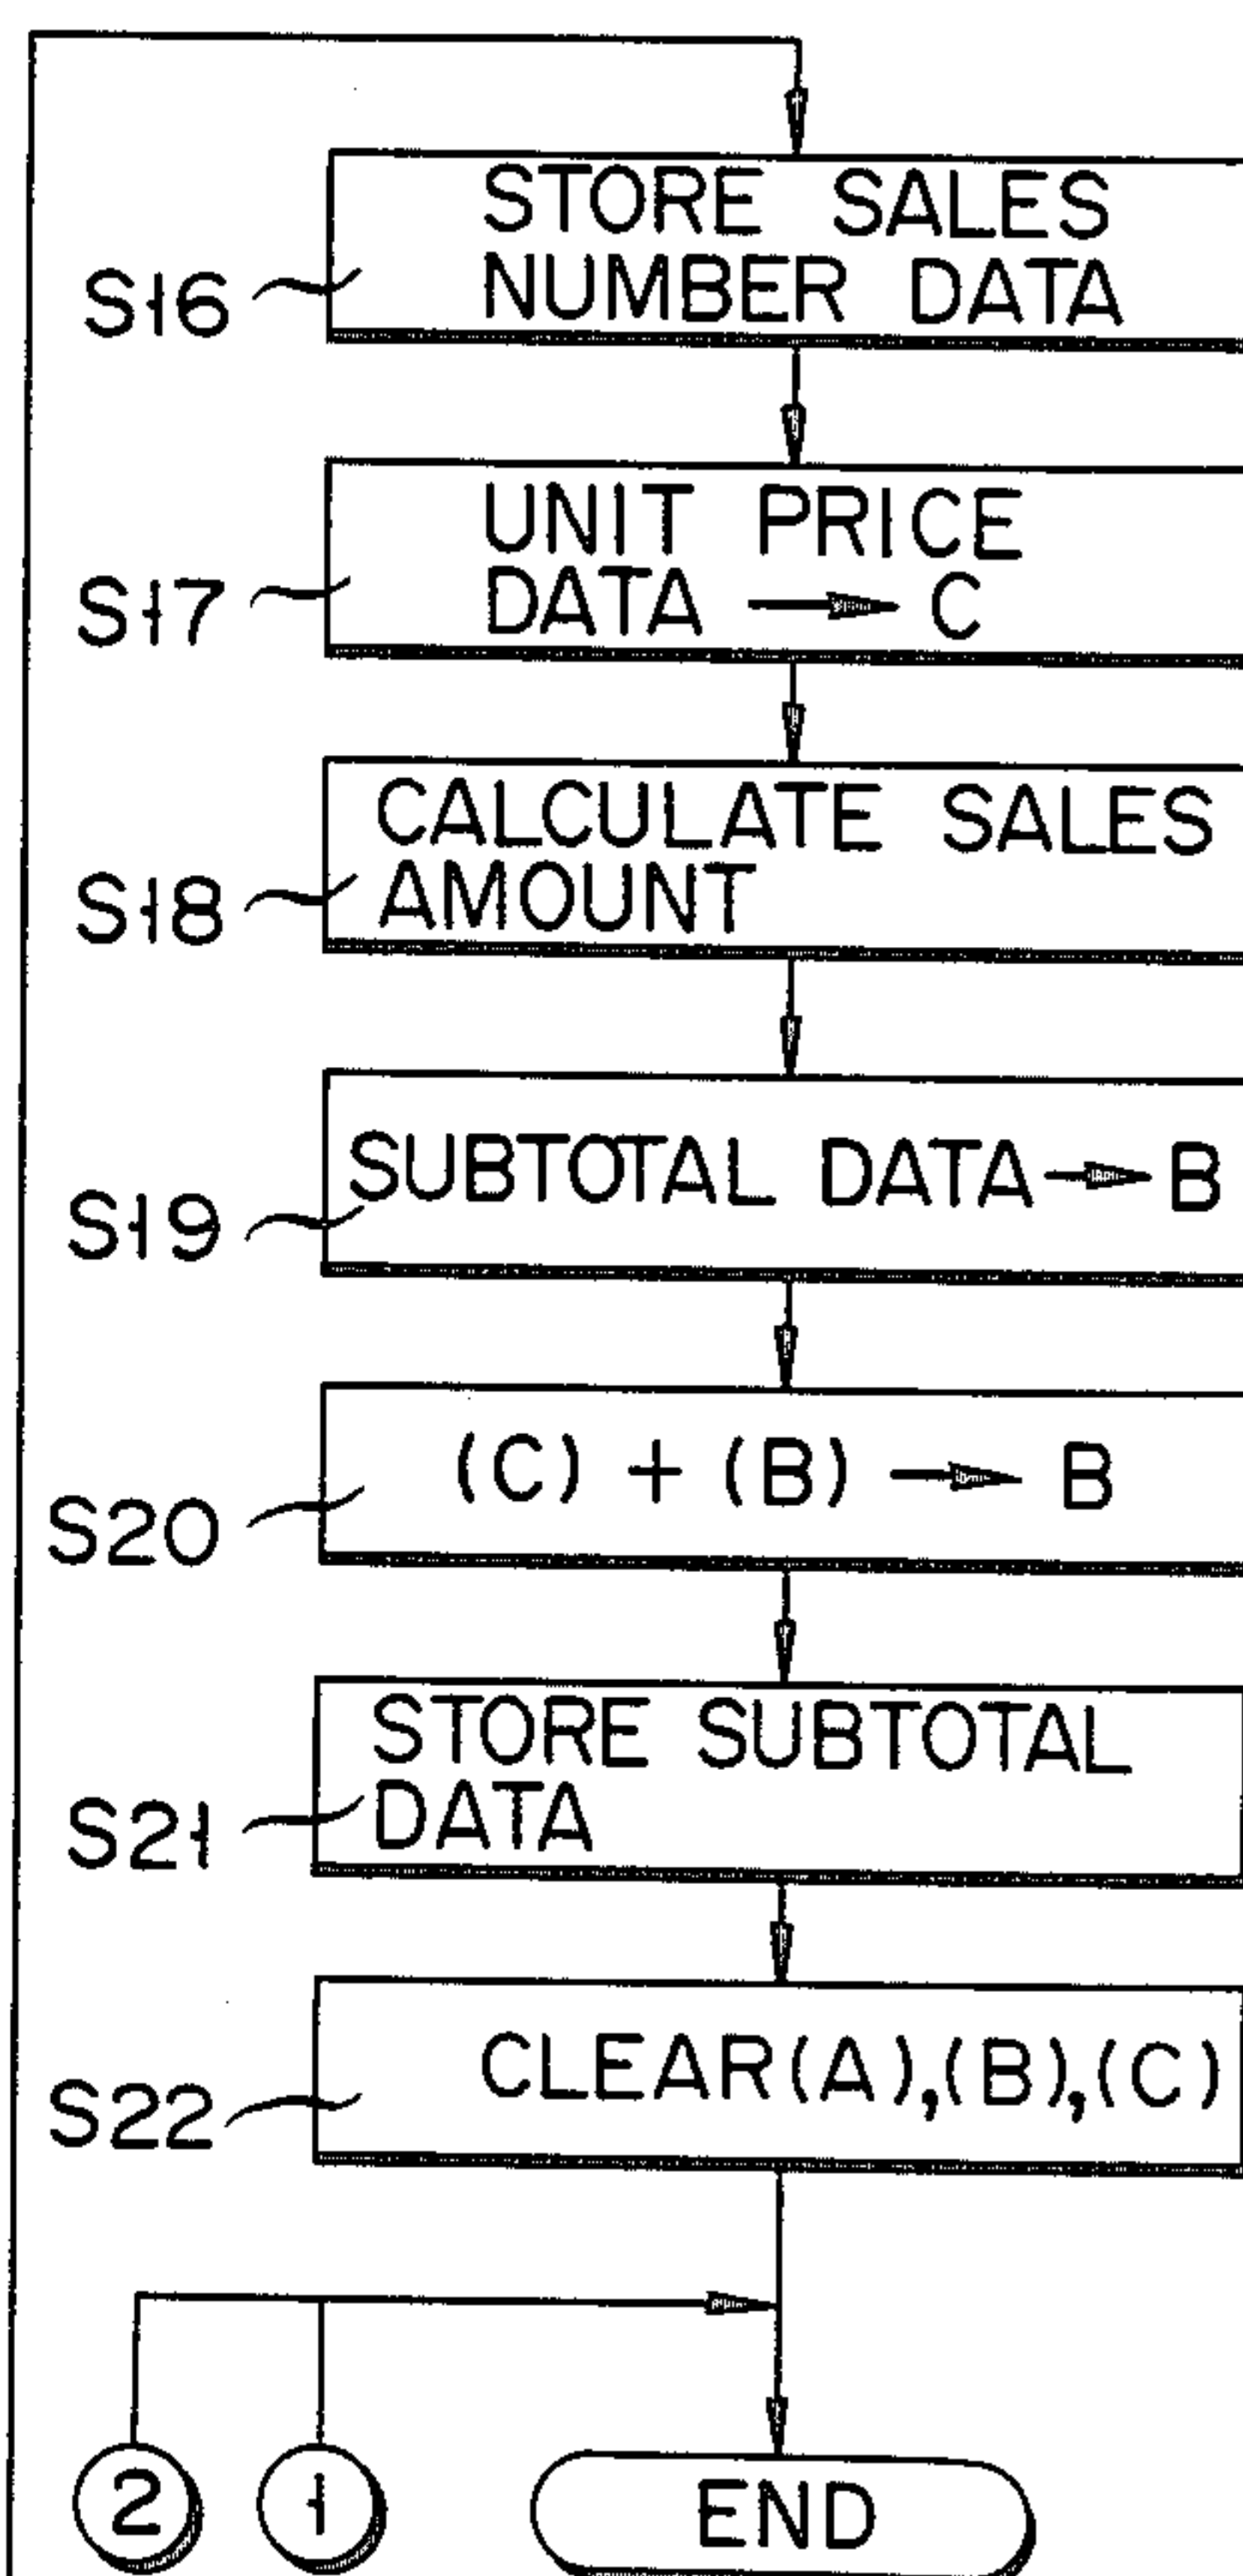 STORE SALES
NUMBER DATA
S16
UNIT PRICE
DATA → C
S17
CALCULATE SALES
AMOUNT
S18
SUBTOTAL DATA → B
S19
(C) + (B) → B
S20
STORE SUBTOTAL
DATA
S21
CLEAR(A),(B),(C)
S22
2 1 END